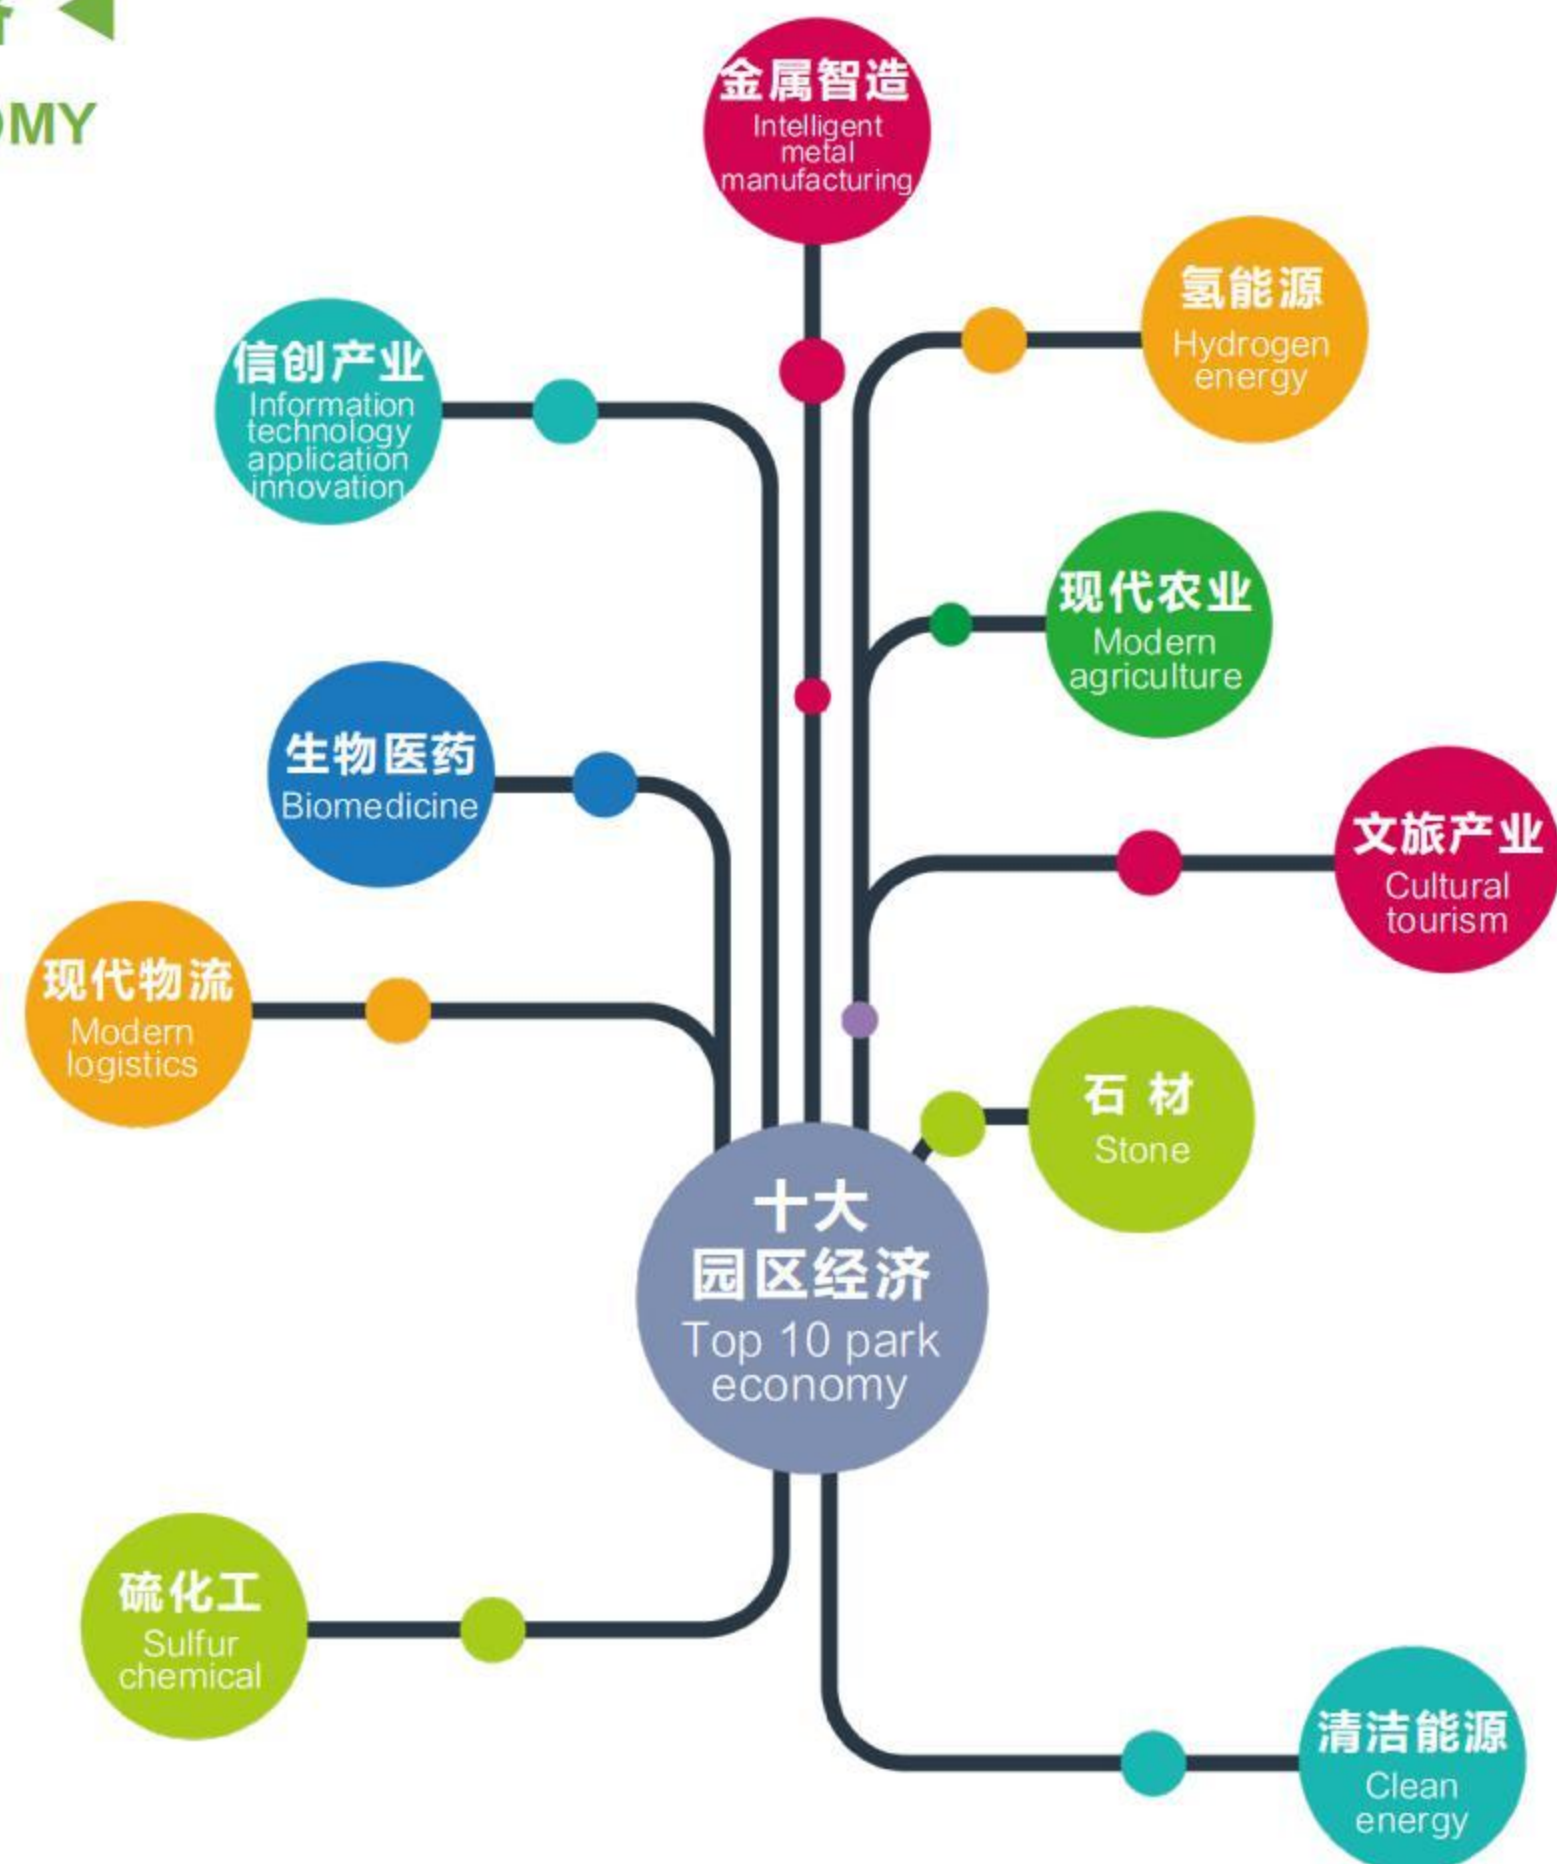 OMY
金属智造
Intelligent
metal
manufacturing
氢能源
Hydrogen
energy
信创产业
Information
technology
application
innovation
现代农业
Modern
agriculture
生物医药
Biomedicine
文旅产业
Cultural
tourism
现代物流
Modern
logistics
石 材
Stone
十大
园区经济
Top 10 park
economy
硫化工
Sulfur
chemical
清洁能源
Clean
energy